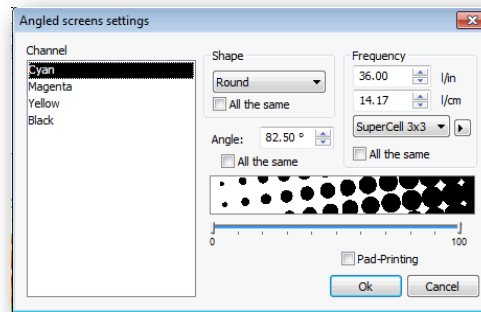 Angled screens settings
Channel
Cyan
Magenta
Yellow
Black
Shape
Round
All the same
Angle: 82.50 °
All the same
Frequency
36.00 l/in
14.17 l/cm
SuperCell 3x3
All the same
0 100
Pad-Printing
Ok Cancel